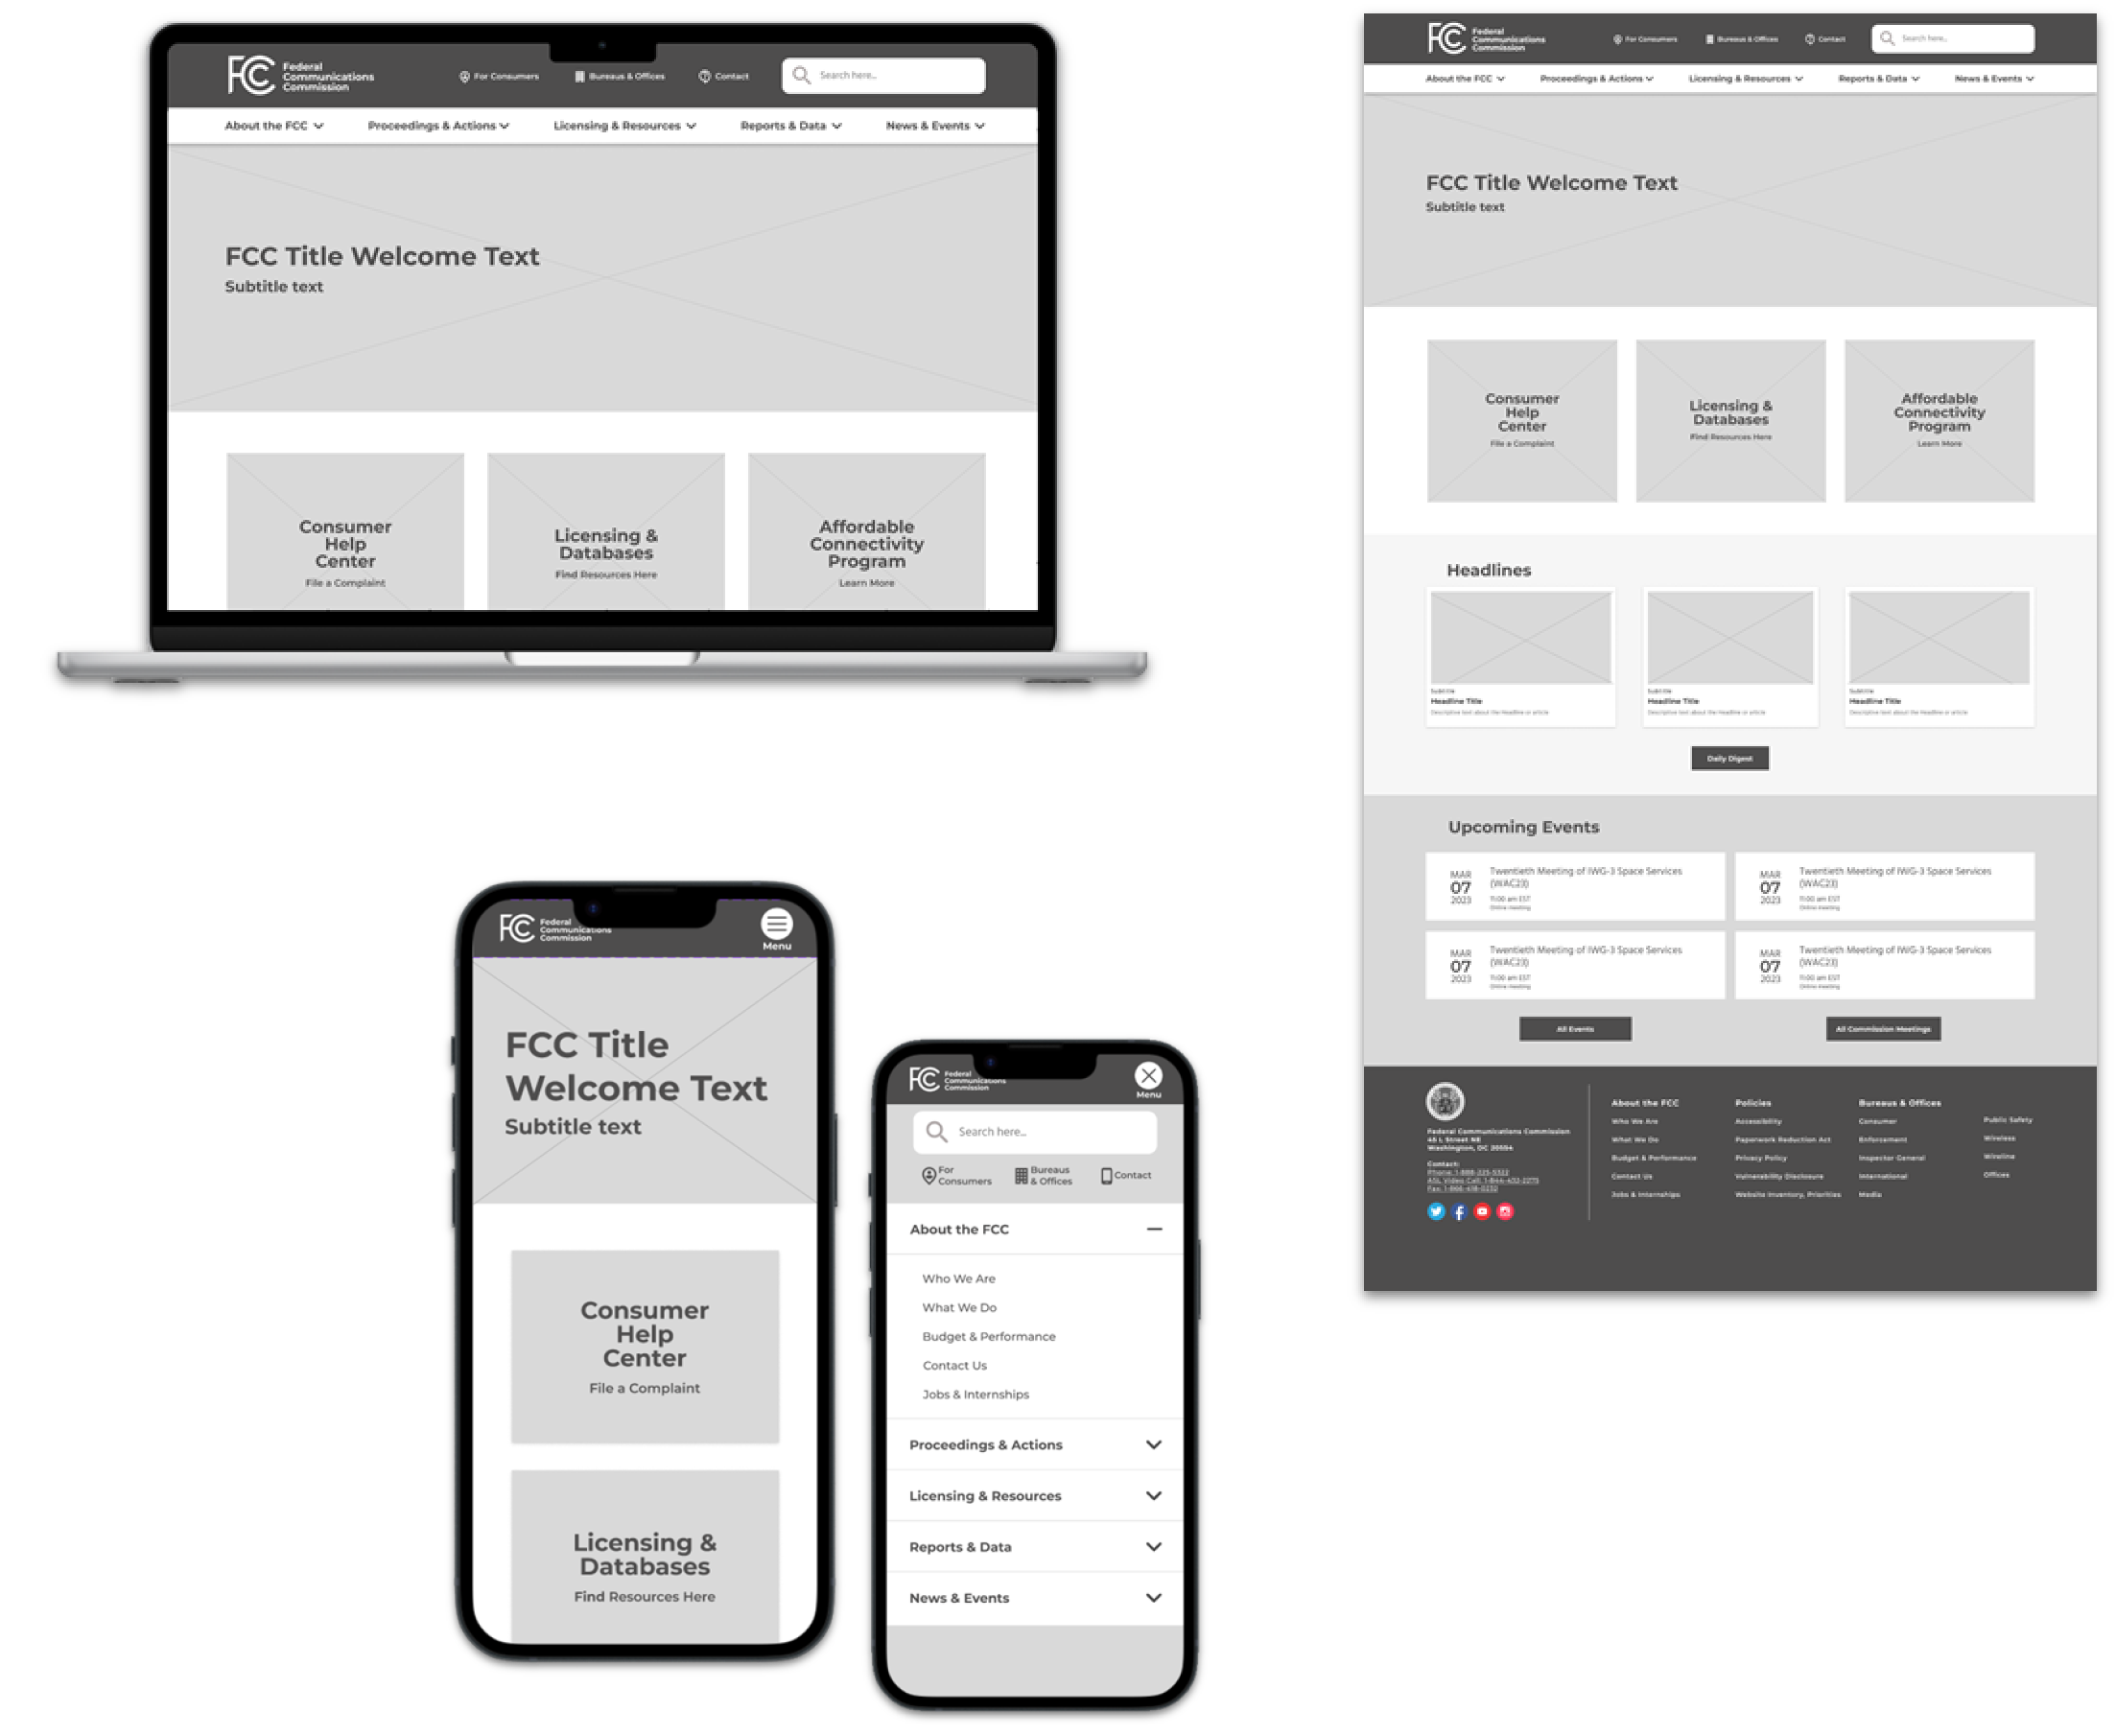 FCC Federal
Communications
Commission
For Consumers
Bureaus & Offices
Contact
Search here...
About the FCC
Proceedings & Actions
Licensing & Resources
Reports & Data
News & Events
FCC Title Welcome Text
Subtitle text
Consumer
Help
Center
File a Complaint
Licensing &
Databases
Find Resources Here
Affordable
Connectivity
Program
Learn More
FCC Federal
Communications
Commission
Menu
FCC Title
Welcome Text
Subtitle text
Consumer
Help
Center
File a Complaint
Licensing &
Databases
Find Resources Here
FCC Federal
Communications
Commission
Menu
Search here...
For
Consumers
Bureaus
& Offices
Contact
About the FCC
Who We Are
What We Do
Budget & Performance
Contact Us
Jobs & Internships
Proceedings & Actions
Licensing & Resources
Reports & Data
News & Events
FCC Federal
Communications
Commission
For Consumers
Bureaus & Offices
Contact
Search here...
About the FCC
Proceedings & Actions
Licensing & Resources
Reports & Data
News & Events
FCC Title Welcome Text
Subtitle text
Consumer
Help
Center
File a Complaint
Licensing &
Databases
Find Resources Here
Affordable
Connectivity
Program
Learn More
Headlines
Subtitle
Headline Title
Descriptive text about the Headline or article
Subtitle
Headline Title
Descriptive text about the Headline or article
Subtitle
Headline Title
Descriptive text about the Headline or article
Daily Digest
Upcoming Events
MAR
07
2023
Twentieth Meeting of IWG-3 Space Services
(WAC23)
11:00 am EST
Online meeting
MAR
07
2023
Twentieth Meeting of IWG-3 Space Services
(WAC23)
11:00 am EST
Online meeting
MAR
07
2023
Twentieth Meeting of IWG-3 Space Services
(WAC23)
11:00 am EST
Online meeting
MAR
07
2023
Twentieth Meeting of IWG-3 Space Services
(WAC23)
11:00 am EST
Online meeting
All Events
All Commission Meetings
Federal Communications Commission
45 L Street NE
Washington, DC 20554
Contact:
Phone: 1-888-225-5322
ASL Video Call: 1-844-432-2275
Fax: 1-866-418-0232
About the FCC
Who We Are
What We Do
Budget & Performance
Contact Us
Jobs & Internships
Policies
Accessibility
Paperwork Reduction Act
Privacy Policy
Vulnerability Disclosure
Website Inventory, Priorities
Bureaus & Offices
Consumer
Enforcement
Inspector General
International
Media
Public Safety
Wireless
Wireline
Offices